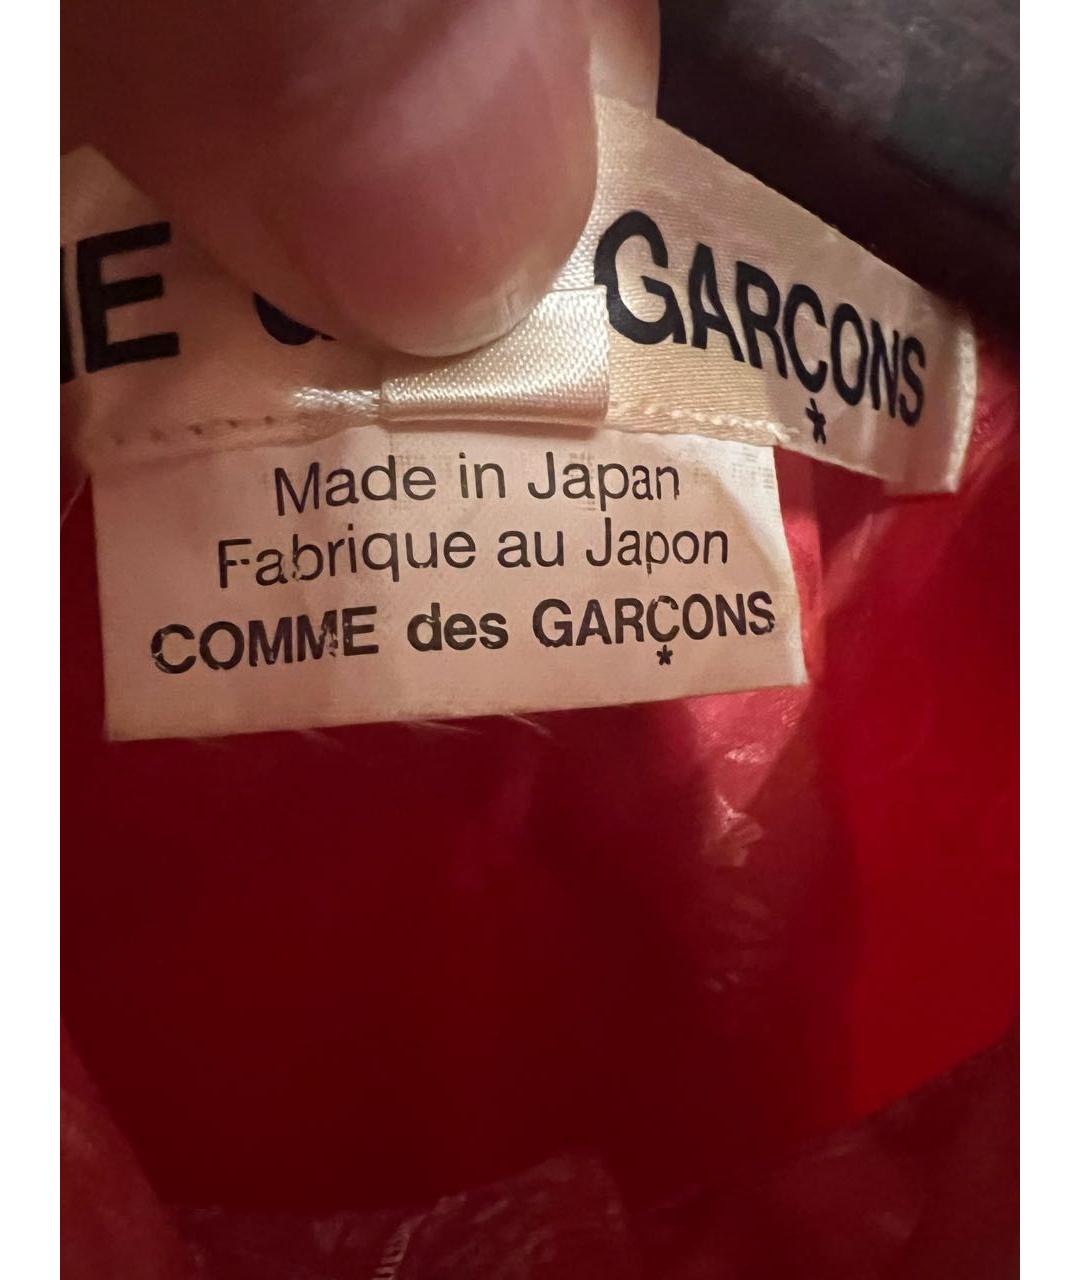 GARÇONS
*
Made in Japan
Fabrique au Japon
COMME des GARÇONS
*